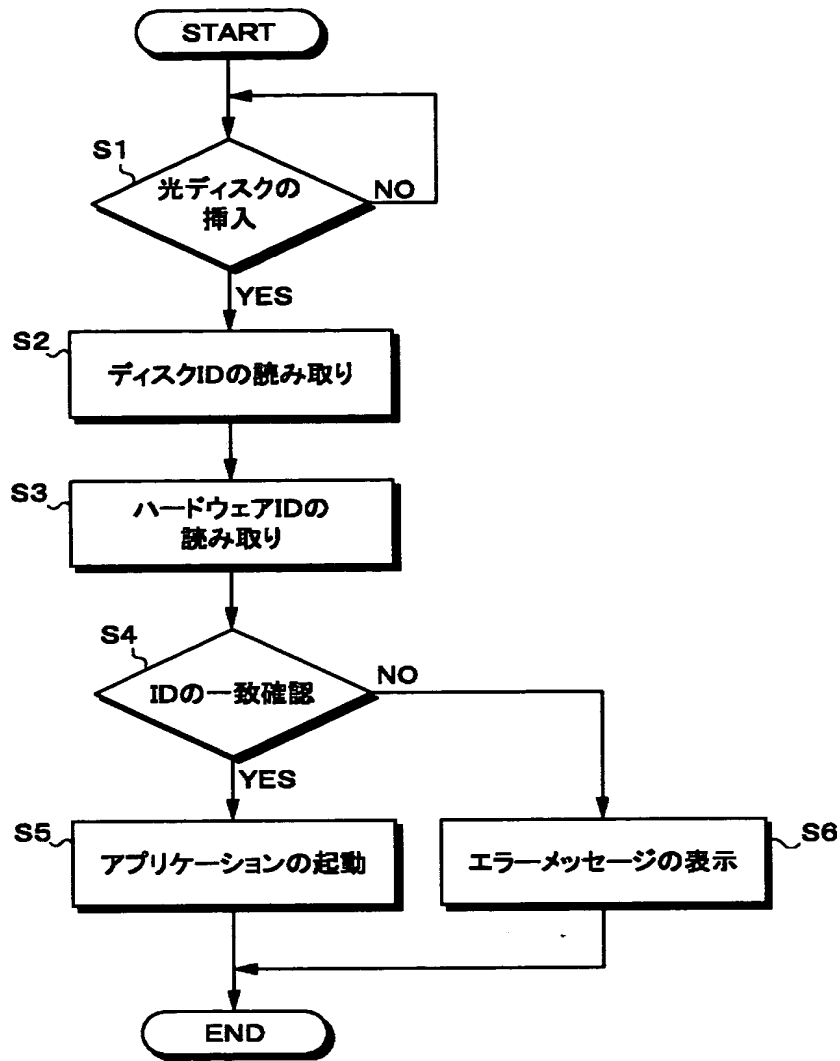 START
S1
光ディスクの
挿入
NO
YES
S2
ディスクIDの読み取り
S3
ハードウェアIDの
読み取り
S4
IDの一致確認
NO
YES
S5
アプリケーションの起動
エラーメッセージの表示
S6
END